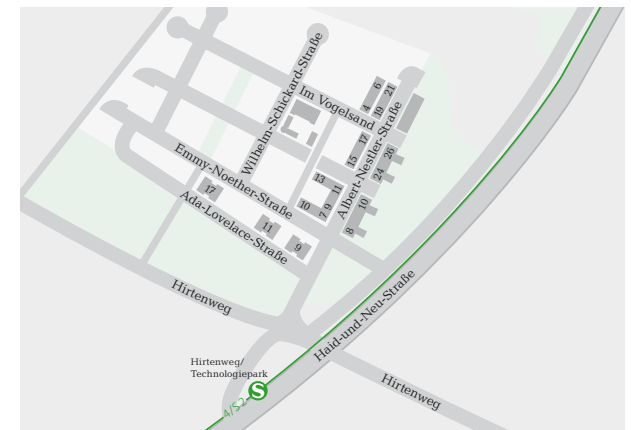 Wilhelm-Schickard-Straße
Im Vogelsand
6
21
4
19
17
15
Albert-Nestler-Straße
26
24
13
11
Emmy-Noether-Straße
17
10
9
7
10
8
Ada-Lovelace-Straße
11
9
Hirtenweg
Haid-und-Neu-Straße
Hirtenweg/
Technologiepark
S
4/S2
Hirtenweg